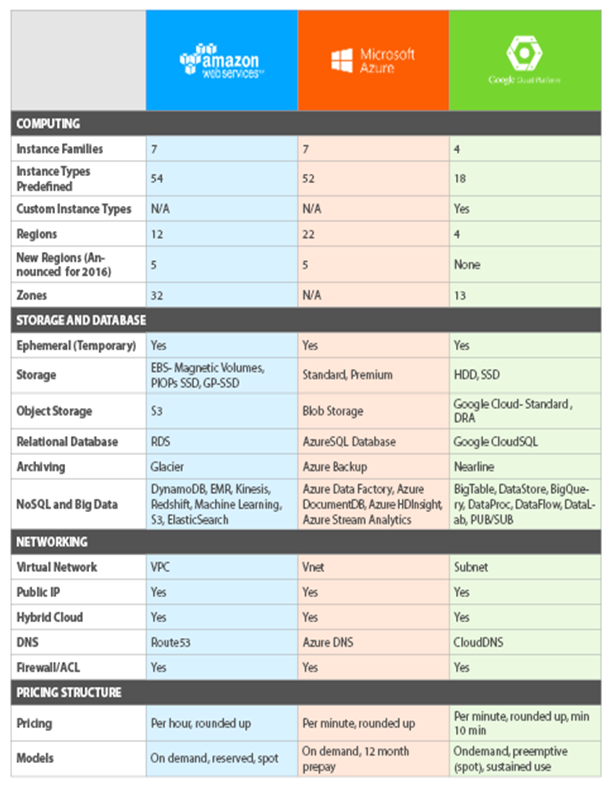 amazon
web services™
Microsoft
Azure
Google Cloud Platform
COMPUTING
Instance Families 7 7 4
Instance Types
Predefined 54 52 18
Custom Instance Types N/A N/A Yes
Regions 12 22 4
New Regions (An-
nounced for 2016) 5 5 None
Zones 32 N/A 13
STORAGE AND DATABASE
Ephemeral (Temporary) Yes Yes Yes
Storage
EBS- Magnetic Volumes,
PIOPs SSD, GP-SSD
Standard, Premium
HDD, SSD
Object Storage
S3
Blob Storage
Google Cloud- Standard ,
DRA
Relational Database RDS AzureSQL Database Google CloudSQL
Archiving Glacier Azure Backup Nearline
NoSQL and Big Data
DynamoDB, EMR, Kinesis,
Redshift, Machine Learning,
S3, ElasticSearch
Azure Data Factory, Azure
DocumentDB, Azure HDInsight,
Azure Stream Analytics
BigTable, DataStore, BigQue-
ry, DataProc, DataFlow, DataL-
ab, PUB/SUB
NETWORKING
Virtual Network VPC Vnet Subnet
Public IP Yes Yes Yes
Hybrid Cloud Yes Yes Yes
DNS Route53 Azure DNS CloudDNS
Firewall/ACL Yes Yes Yes
PRICING STRUCTURE
Pricing
Per hour, rounded up
Per minute, rounded up
Per minute, rounded up, min
10 min
Models
On demand, reserved, spot
On demand, 12 month
prepay
Ondemand, preemptive
(spot), sustained use